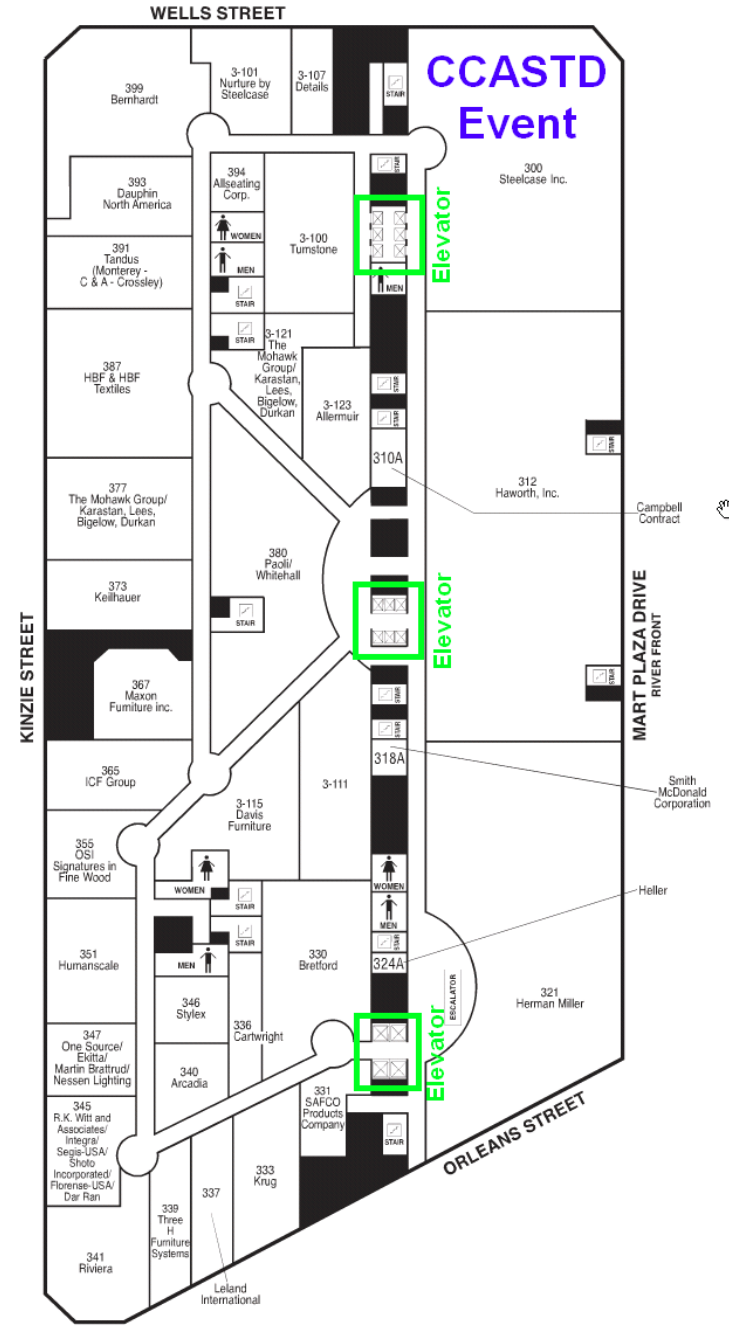 WELLS STREET
CCASTD
Event
399
Bernhardt
3-101
Nurture by
Steelcase
3-107
Details
STAIR
300
Steelcase Inc.
393
Dauphin
North America
394
Allseating
Corp.
STAIR
WOMEN
MEN
3-100
Turnstone
Elevator
MEN
391
Tandus
(Monterey -
C & A - Crossley)
STAIR
STAIR
3-121
The
Mohawk
Group/
Karastan,
Lees,
Bigelow,
Durkan
387
HBF & HBF
Textiles
3-123
Allermuir
STAIR
STAIR
310A
Campbell
Contract
312
Haworth, Inc.
STAIR
377
The Mohawk Group/
Karastan, Lees,
Bigelow, Durkan
380
Paoli/
Whitehall
373
Keilhauer
STAIR
Elevator
KINZIE STREET
MART PLAZA DRIVE
RIVER FRONT
367
Maxon
Furniture inc.
STAIR
STAIR
STAIR
318A
Smith
McDonald
Corporation
365
ICF Group
3-111
3-115
Davis
Furniture
355
OSI
Signatures in
Fine Wood
WOMEN
STAIR
WOMEN
MEN
Heller
351
Humanscale
STAIR
MEN
330
Bretford
STAIR
324A
ESCALATOR
321
Herman Miller
346
Stylex
336
Cartwright
Elevator
347
One Source/
Ekitta/
Martin Brattrud/
Nessen Lighting
340
Arcadia
331
SAFCO
Products
Company
STAIR
ORLEANS STREET
345
R.K. Witt and
Associates/
Integra/
Segis-USA/
Shoto
Incorporated/
Florense-USA/
Dar Ran
333
Krug
337
339
Three
H
Furniture
Systems
341
Riviera
Leland
International